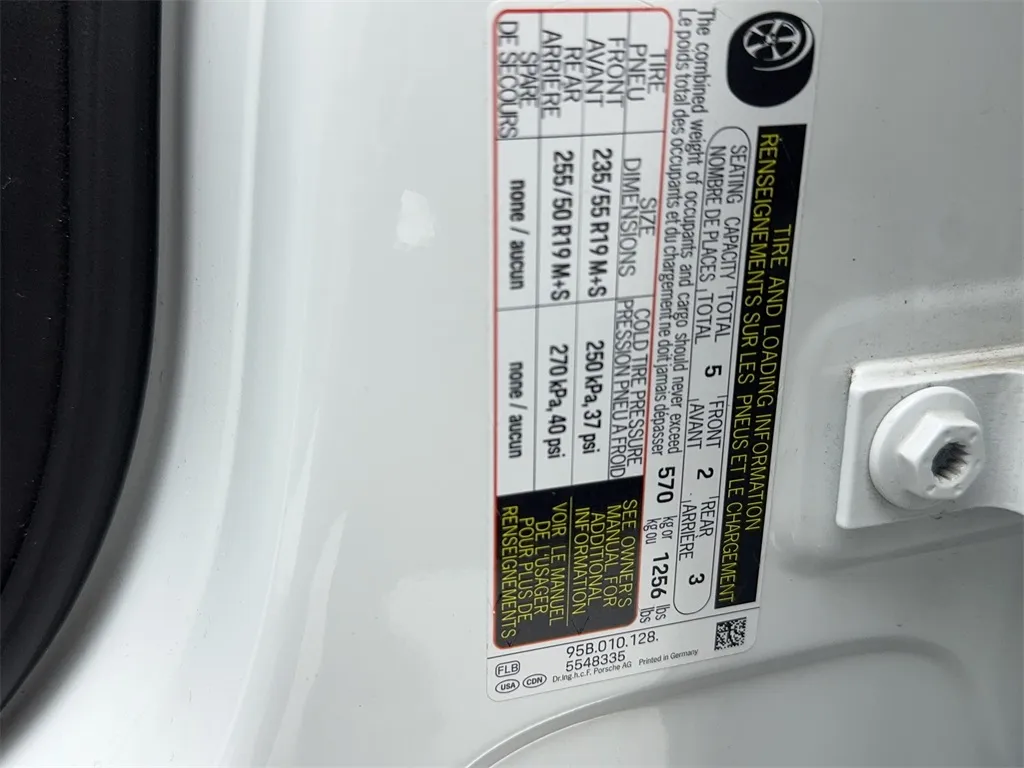 TIRE AND LOADING INFORMATION
RENSEIGNEMENTS SUR LES PNEUS ET LE CHARGEMENT
SEATING CAPACITY TOTAL 5 FRONT 2 REAR 3
NOMBRE DE PLACES TOTAL AVANT ARRIERE
The combined weight of occupants and cargo should never exceed 570 kg or 1256 lbs
Le poids total des occupants et du chargement ne doit jamais dépasser kg ou lbs
TIRE SIZE COLD TIRE PRESSURE
PNEU DIMENSIONS PRESSION PNEU À FROID
FRONT
AVANT 235/55 R19 M+S 250 kPa, 37 psi
REAR
ARRIERE 255/50 R19 M+S 270 kPa, 40 psi
SPARE
DE SECOURS none / aucun none / aucun
SEE OWNER'S
MANUAL FOR
ADDITIONAL
INFORMATION
VOIR LE MANUEL
DE L'USAGER
POUR PLUS DE
RENSEIGNEMENTS
95B.010.128.
5548335
Dr.Ing.h.c.F. Porsche AG Printed in Germany
FLB
USA CDN